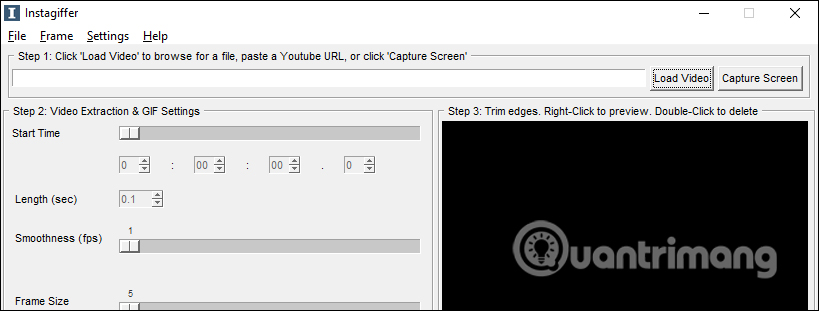 Instagiffer
File Frame Settings Help
Step 1: Click 'Load Video' to browse for a file, paste a Youtube URL, or click 'Capture Screen'
Load Video Capture Screen
Step 2: Video Extraction & GIF Settings
Start Time
0 : 00 : 00 . 0
Length (sec) 0.1
1
Smoothness (fps)
5
Frame Size
Step 3: Trim edges. Right-Click to preview. Double-Click to delete
Quantrimang